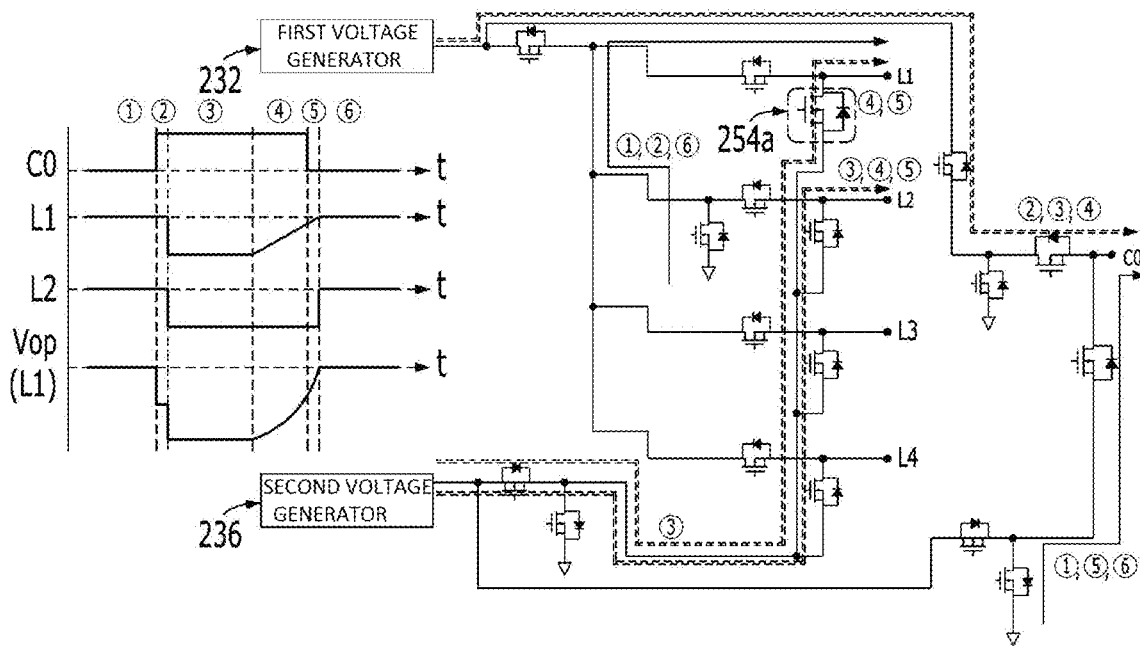 FIRST VOLTAGE
GENERATOR
232
① ② ③ ④ ⑤ ⑥
C0 t
L1 t
L2 t
Vop
(L1) t
SECOND VOLTAGE
GENERATOR
236
L1
254a
④, ⑤
①, ②, ⑥
③, ④, ⑤
L2
②, ③, ④
C0
L3
L4
③
①, ⑤, ⑥